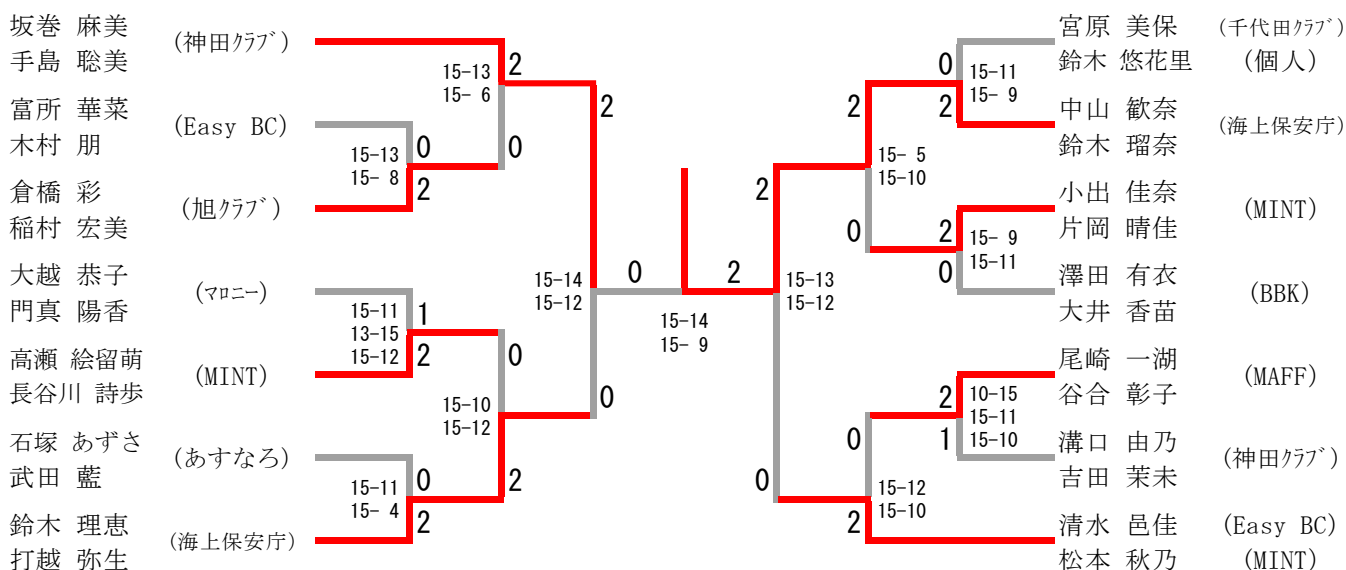 坂巻 麻美
手島 聡美
(神田ｸﾗﾌﾞ)
富所 華菜
木村 朋
(Easy BC)
倉橋 彩
稲村 宏美
(旭ｸﾗﾌﾞ)
大越 恭子
門真 陽香
(ﾏﾛﾆｰ)
高瀬 絵留萌
長谷川 詩歩
(MINT)
石塚 あずさ
武田 藍
(あすなろ)
鈴木 理恵
打越 弥生
(海上保安庁)
15-13
15- 6
2
0
15-13
15- 8
0
2
2
15-11
13-15
15-12
1
2
15-10
15-12
0
2
15-11
15- 4
0
2
15-14
15-12
0
0
2
15-14
15- 9
2
15-13
15-12
0
2
15- 5
15-10
0
0
15-11
15- 9
2
2
15- 9
15-11
0
2
10-15
15-11
15-10
1
0
15-12
15-10
2
宮原 美保
鈴木 悠花里
(千代田ｸﾗﾌﾞ)
(個人)
中山 歓奈
鈴木 瑠奈
(海上保安庁)
小出 佳奈
片岡 晴佳
(MINT)
澤田 有衣
大井 香苗
(BBK)
尾崎 一湖
谷合 彰子
(MAFF)
溝口 由乃
吉田 茉未
(神田ｸﾗﾌﾞ)
清水 邑佳
松本 秋乃
(Easy BC)
(MINT)